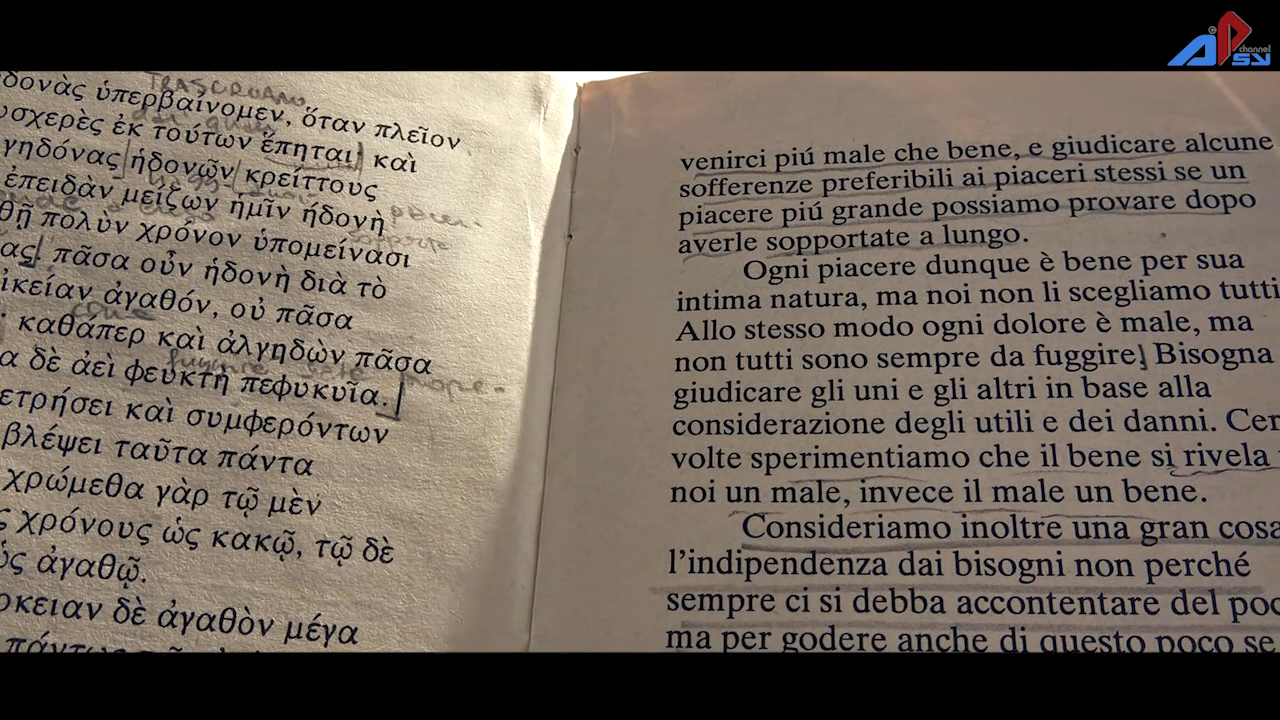 © AP channel
sy
TRASCURIAMO
δονὰς ὑπερβαίνομεν, ὅταν πλεῖον
σχερὲς ἐκ τούτων ἕπηται καὶ
γηδόνας ἡδονῶν κρείττους
ἐπειδὰν μείζων ἡμῖν ἡδονὴ
θῇ πολὺν χρόνον ὑπομείνασι
ας. πᾶσα οὖν ἡδονὴ διὰ τὸ
ἰκείαν ἀγαθόν, οὐ πᾶσα
καθάπερ καὶ ἀλγηδὼν πᾶσα
α δὲ ἀεὶ φευκτὴ πεφυκυῖα.
ετρήσει καὶ συμφερόντων
βλέψει ταῦτα πάντα
χρώμεθα γὰρ τῷ μὲν
ς χρόνους ὡς κακῷ, τῷ δὲ
ὡς ἀγαθῷ.
ρκειαν δὲ ἀγαθὸν μέγα
venirci piú male che bene, e giudicare alcune
sofferenze preferibili ai piaceri stessi se un
piacere piú grande possiamo provare dopo
averle sopportate a lungo.
Ogni piacere dunque è bene per sua
intima natura, ma noi non li scegliamo tutti
Allo stesso modo ogni dolore è male, ma
non tutti sono sempre da fuggire. Bisogna
giudicare gli uni e gli altri in base alla
considerazione degli utili e dei danni. Cer
volte sperimentiamo che il bene si rivela
noi un male, invece il male un bene.
Consideriamo inoltre una gran cosa
l'indipendenza dai bisogni non perché
sempre ci si debba accontentare del poc
ma per godere anche di questo poco se